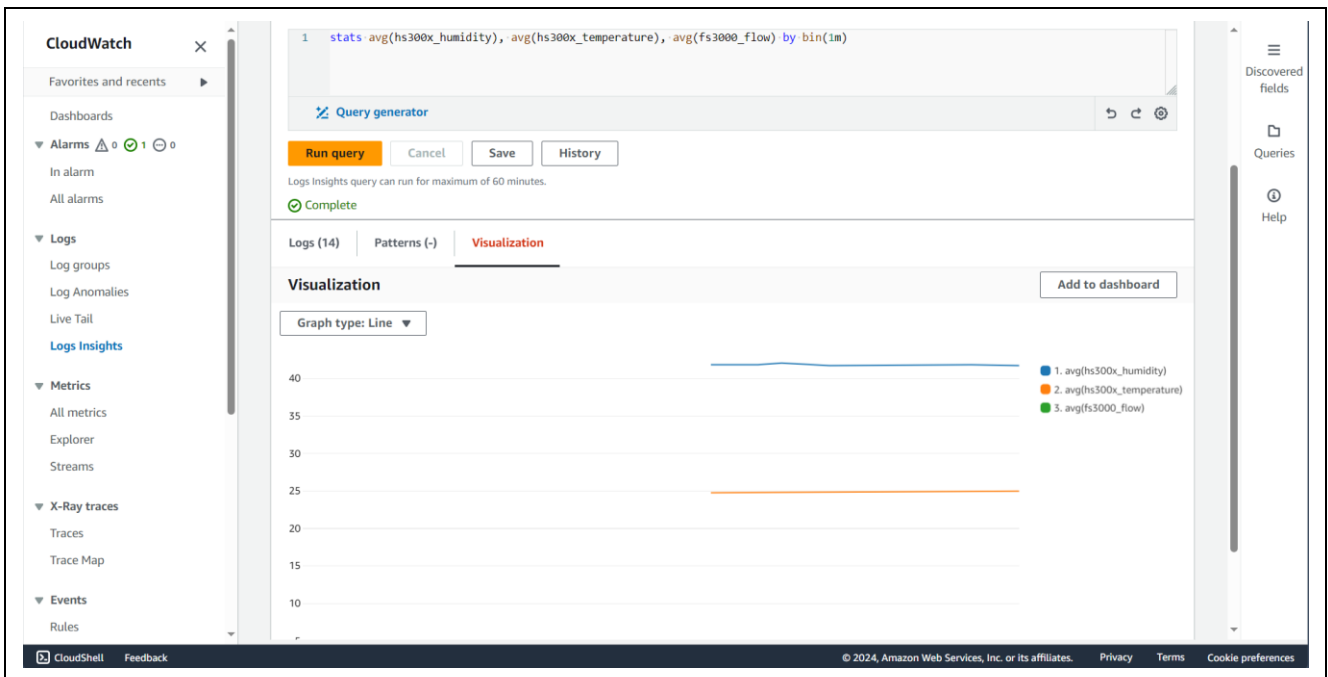 CloudWatch
Favorites and recents
Dashboards
Alarms 0 1 0
In alarm
All alarms
Logs
Log groups
Log Anomalies
Live Tail
Logs Insights
Metrics
All metrics
Explorer
Streams
X-Ray traces
Traces
Trace Map
Events
Rules
1 stats avg(hs300x_humidity), avg(hs300x_temperature), avg(fs3000_flow) by bin(1m)
Query generator
Run query Cancel Save History
Logs Insights query can run for maximum of 60 minutes.
Complete
Logs (14) Patterns (-) Visualization
Visualization Add to dashboard
Graph type: Line
40
35
30
25
20
15
10
1. avg(hs300x_humidity)
2. avg(hs300x_temperature)
3. avg(fs3000_flow)
Discovered
fields
Queries
Help
CloudShell Feedback © 2024, Amazon Web Services, Inc. or its affiliates. Privacy Terms Cookie preferences